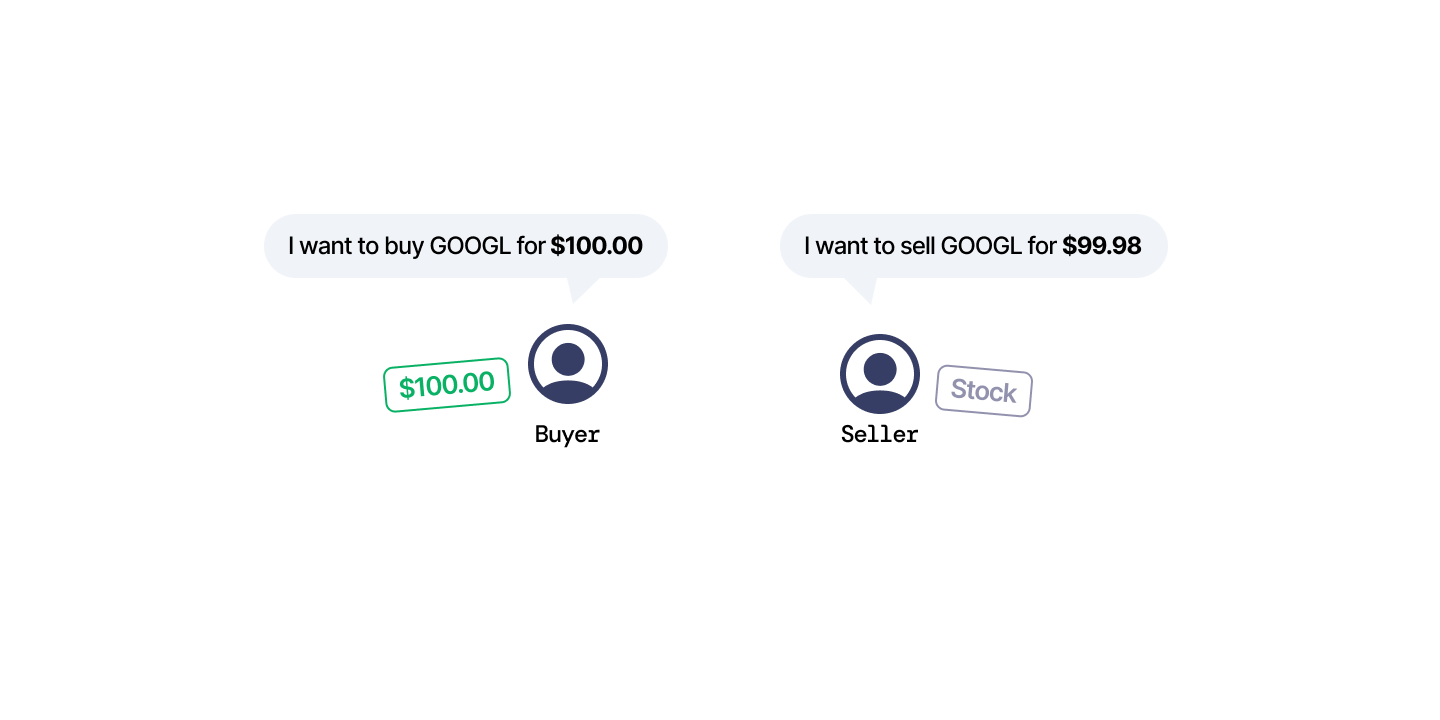 I want to buy GOOGL for $100.00
I want to sell GOOGL for $99.98
$100.00
Stock
Buyer
Seller